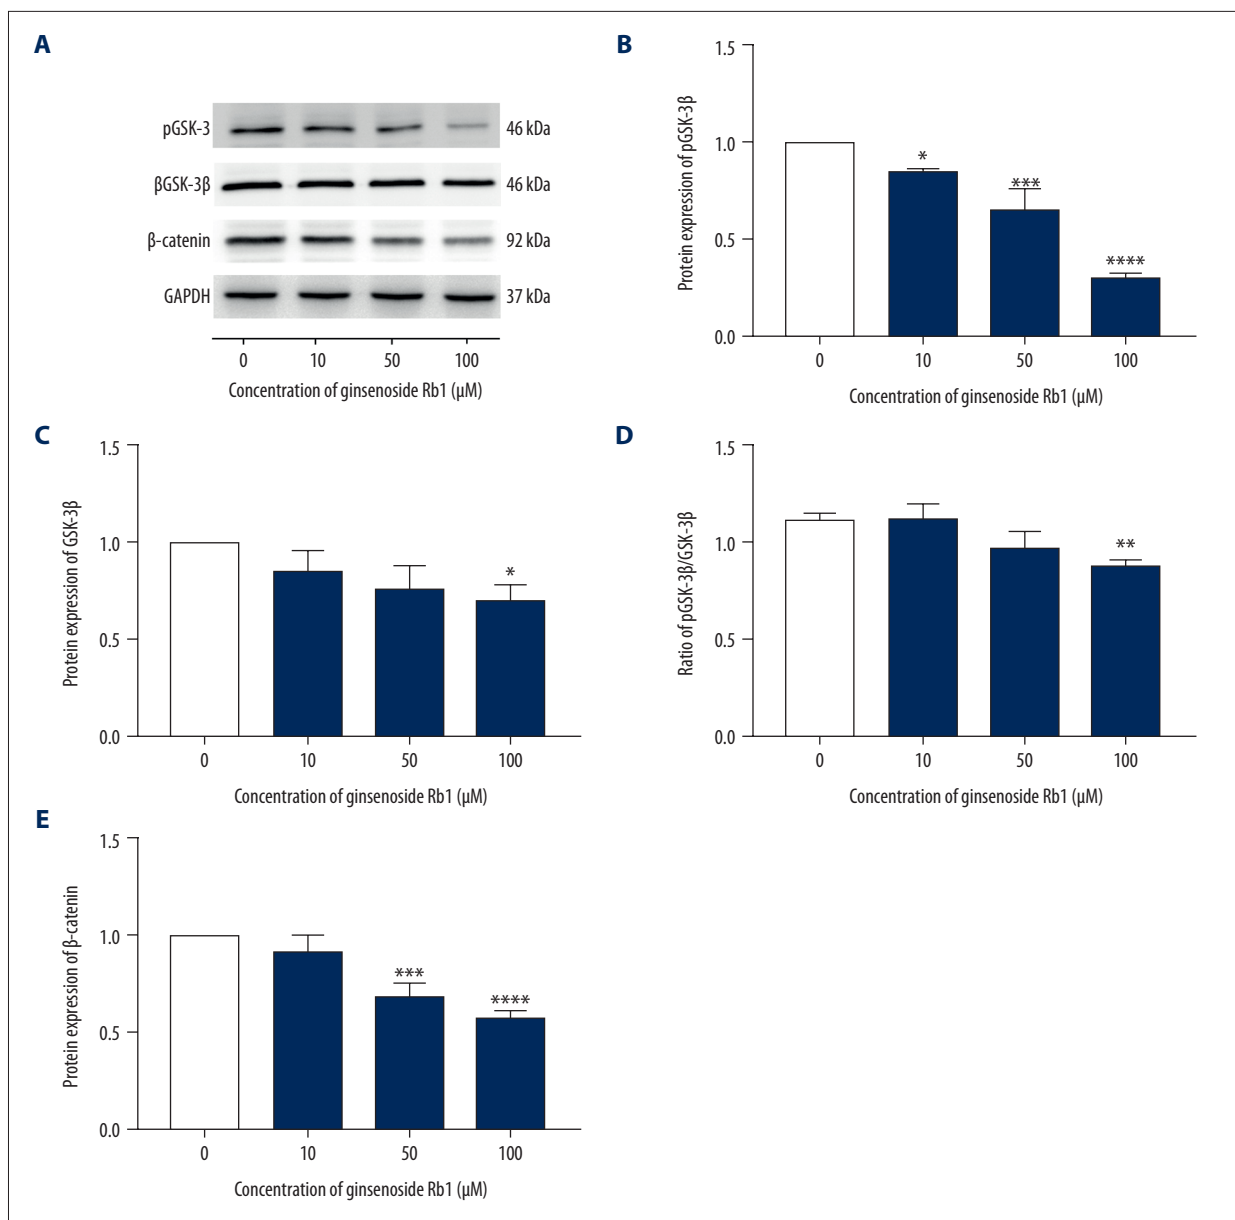 A
pGSK-3 46 kDa
βGSK-3β 46 kDa
β-catenin 92 kDa
GAPDH 37 kDa
0 10 50 100
Concentration of ginsenoside Rb1 (μM)
B
Protein expression of pGSK-3β
1.5
1.0
0.5
0.0
*
***
****
0 10 50 100
Concentration of ginsenoside Rb1 (μM)
C
Protein expression of GSK-3β
1.5
1.0
0.5
0.0
*
0 10 50 100
Concentration of ginsenoside Rb1 (μM)
D
Ratio of pGSK-3β/GSK-3β
1.5
1.0
0.5
0.0
**
0 10 50 100
Concentration of ginsenoside Rb1 (μM)
E
Protein expression of β-catenin
1.5
1.0
0.5
0.0
***
****
0 10 50 100
Concentration of ginsenoside Rb1 (μM)